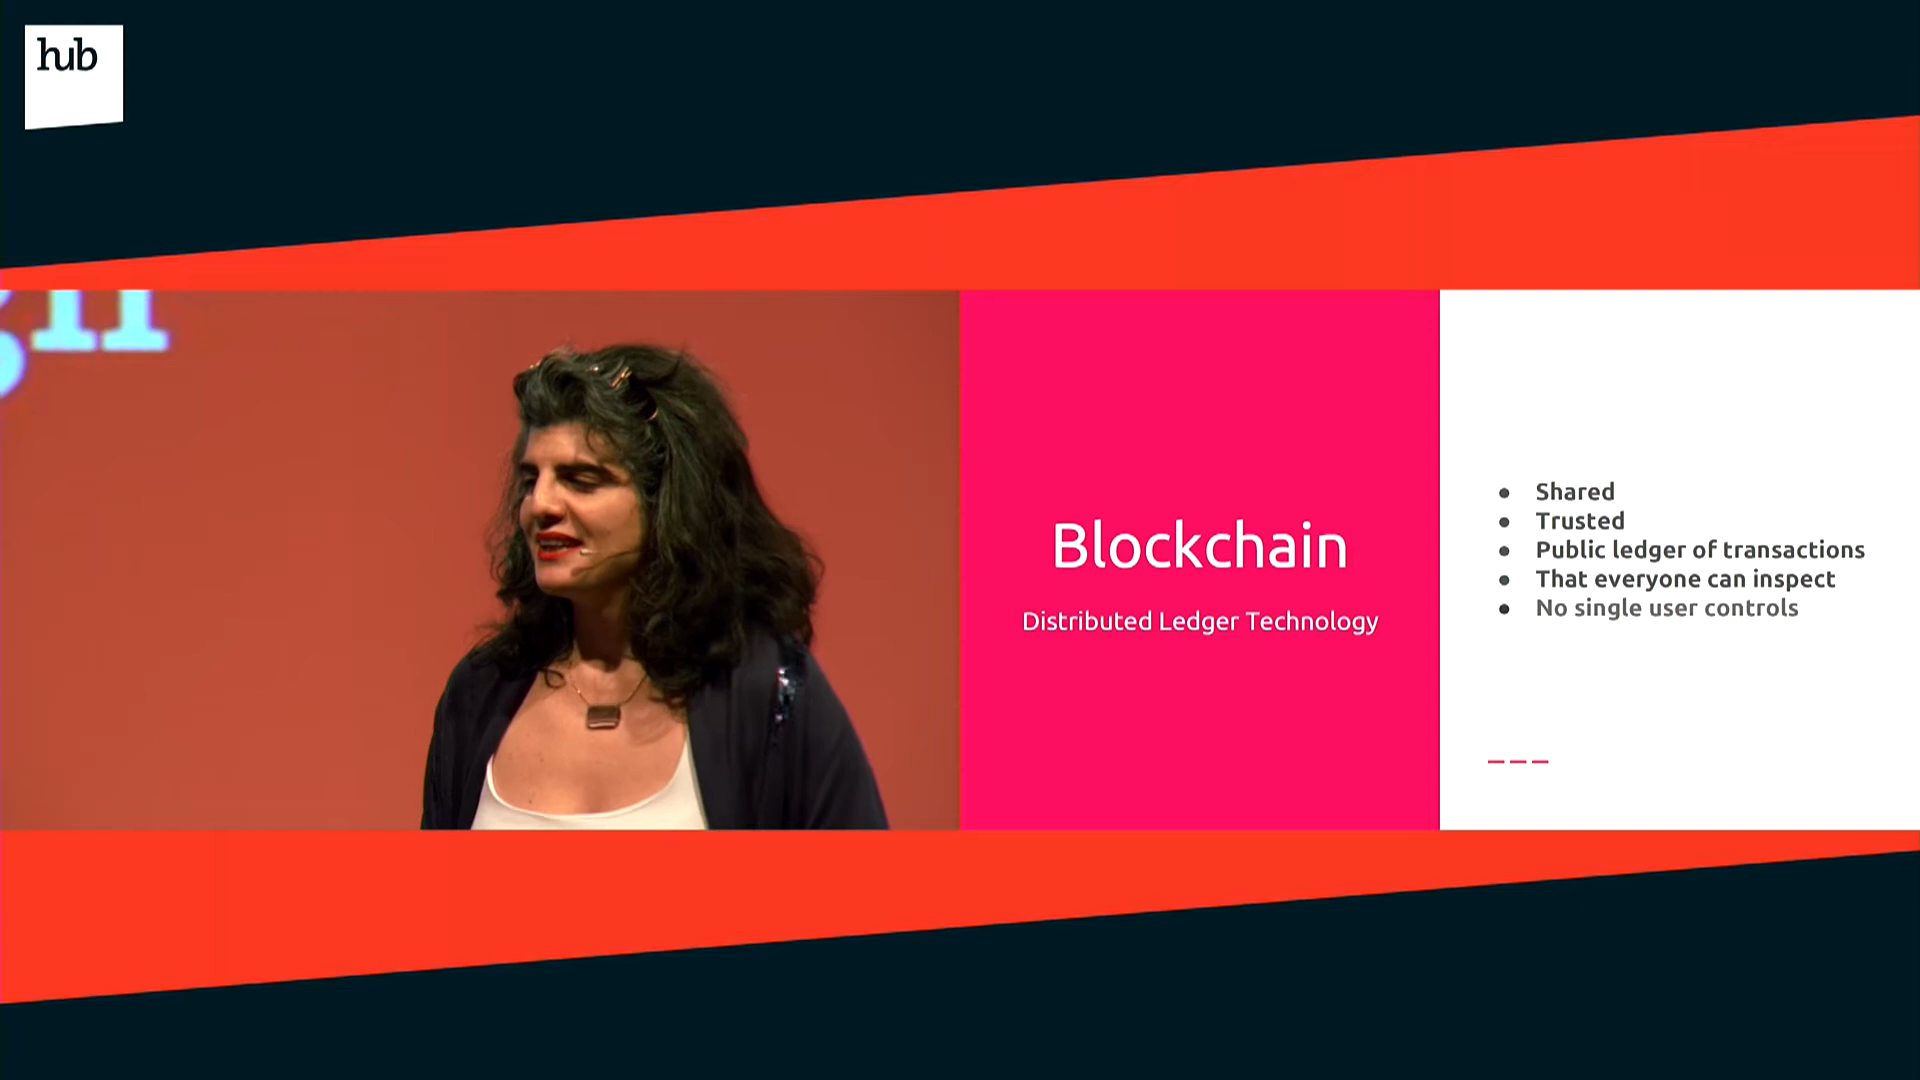 hub
Blockchain
Distributed Ledger Technology
Shared
Trusted
Public ledger of transactions
That everyone can inspect
No single user controls